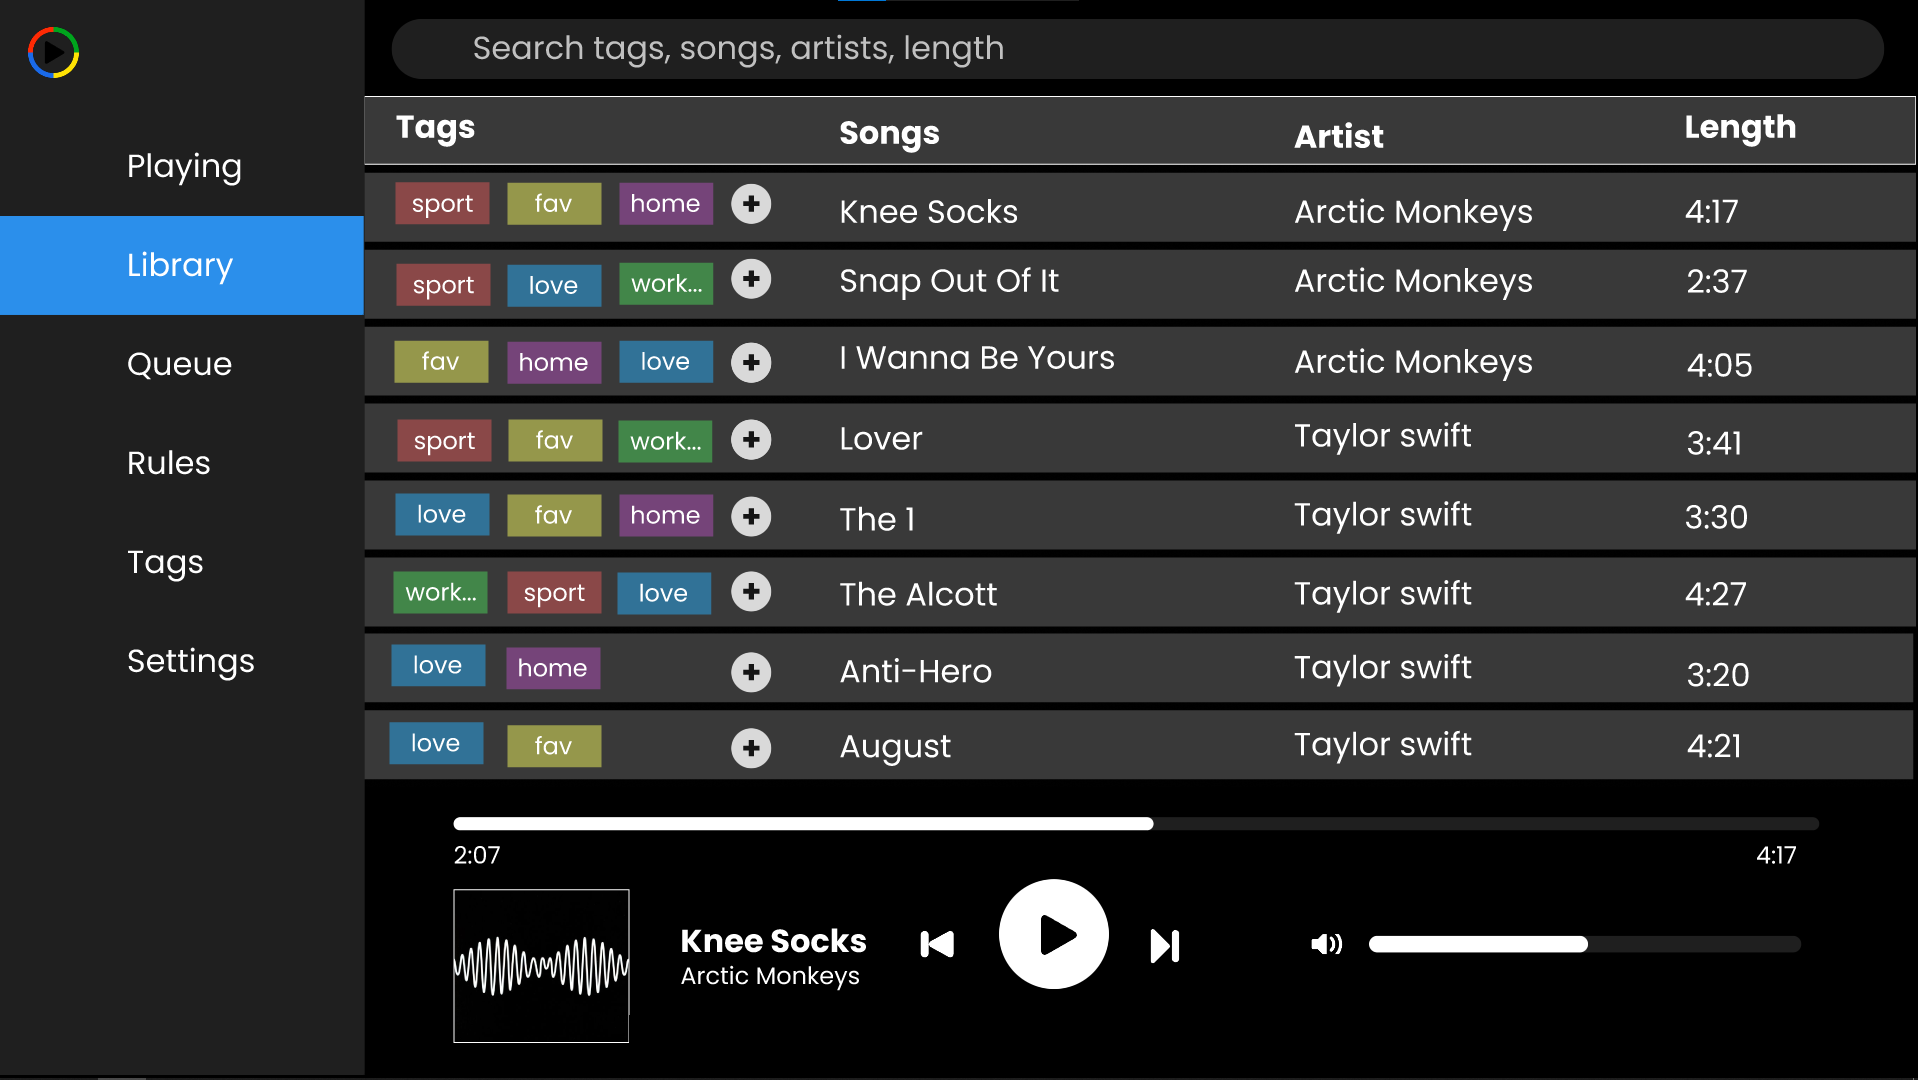 Search tags, songs, artists, length
Playing
Library
Queue
Rules
Tags
Settings
Tags Songs Artist Length
sport fav home Knee Socks Arctic Monkeys 4:17
sport love work... Snap Out Of It Arctic Monkeys 2:37
fav home love I Wanna Be Yours Arctic Monkeys 4:05
sport fav work... Lover Taylor swift 3:41
love fav home The 1 Taylor swift 3:30
work... sport love The Alcott Taylor swift 4:27
love home Anti-Hero Taylor swift 3:20
love fav August Taylor swift 4:21
2:07 4:17
Knee Socks
Arctic Monkeys